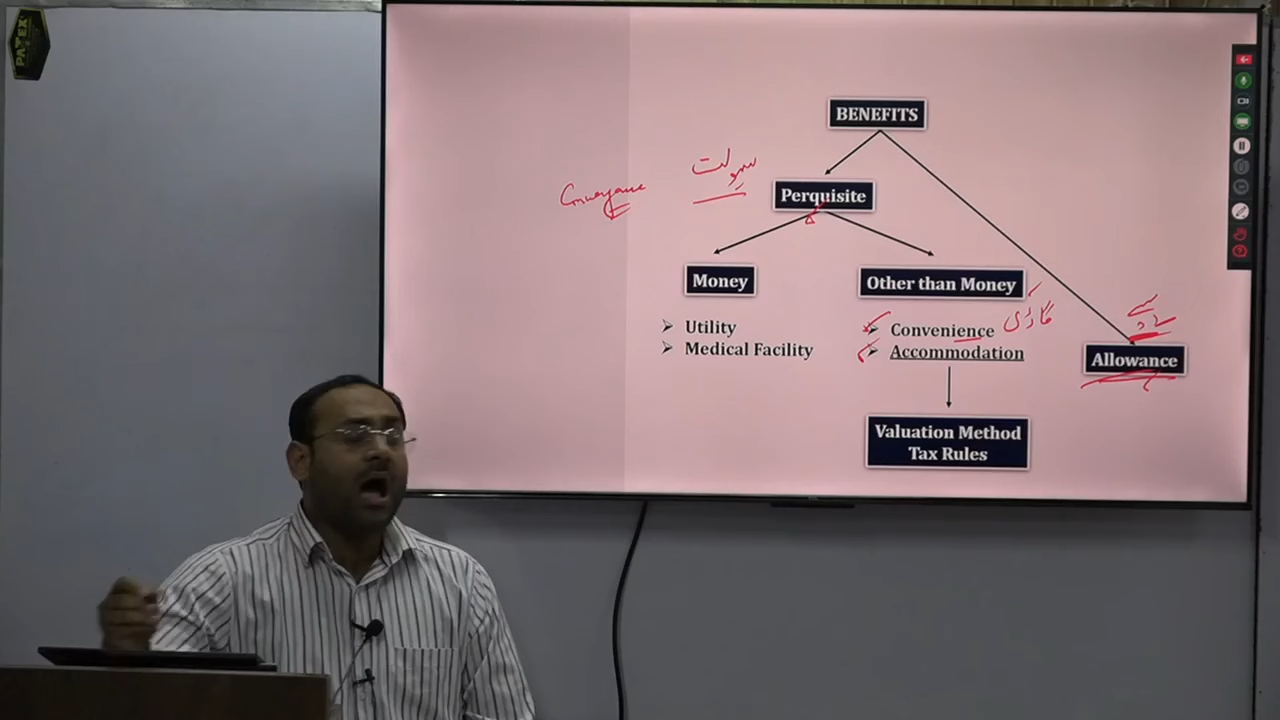 PAYEX
BENEFITS
سہولت
Conveyance
Perquisite
Money
Other than Money
➢ Utility
➢ Medical Facility
➢ Convenience
گاڑی
➢ Accommodation
Allowance
Valuation Method
Tax Rules